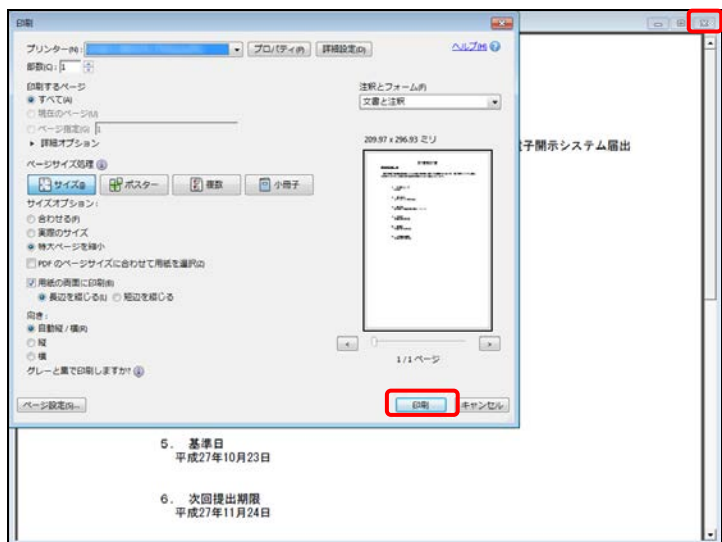 印刷
プリンター(N):
プロパティ(P)
詳細設定(D)
ヘルプ(H)
部数(C): 1
印刷するページ
すべて(A)
現在のページ(U)
ページ指定(G) 1
詳細オプション
注釈とフォーム(F)
文書と注釈
ページサイズ処理
サイズ(I)
ポスター
複数
小冊子
サイズオプション:
合わせる(F)
実際のサイズ
特大ページを縮小
PDF のページサイズに合わせて用紙を選択(Z)
用紙の両面に印刷(B)
長辺を綴じる(L)
短辺を綴じる
向き:
自動縦 / 横(R)
縦
横
グレーと黒で印刷しますか?
209.97 x 296.93 ミリ
1/1 ページ
ページ設定(S)...
印刷
キャンセル
子開示システム届出
5. 基準日
平成27年10月23日
6. 次回提出期限
平成27年11月24日